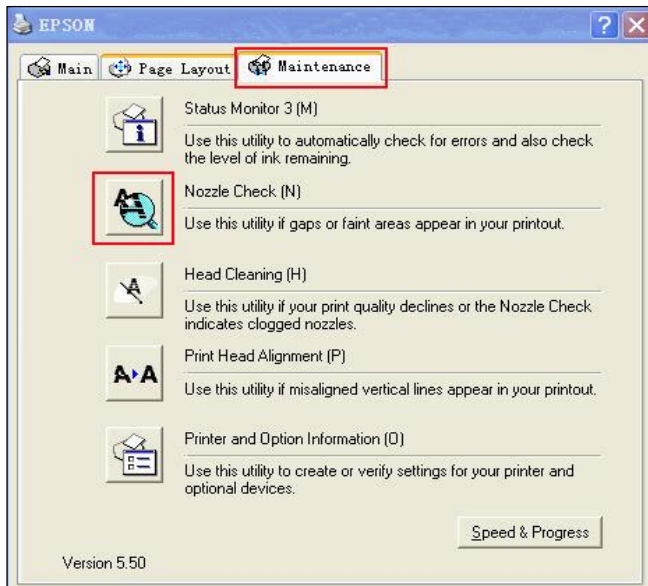 EPSON
Main
Page Layout
Maintenance
Status Monitor 3 (M)
Use this utility to automatically check for errors and also check
the level of ink remaining.
Nozzle Check (N)
Use this utility if gaps or faint areas appear in your printout.
Head Cleaning (H)
Use this utility if your print quality declines or the Nozzle Check
indicates clogged nozzles.
Print Head Alignment (P)
Use this utility if misaligned vertical lines appear in your printout.
Printer and Option Information (O)
Use this utility to create or verify settings for your printer and
optional devices.
Speed & Progress
Version 5.50